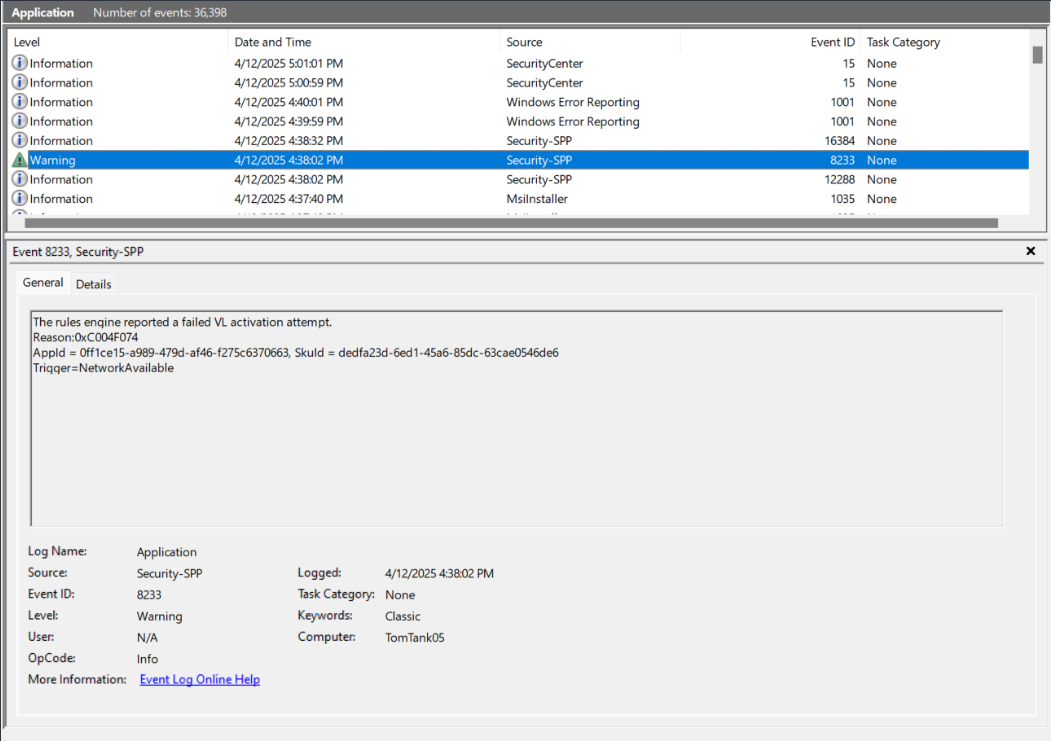 Application Number of events: 36,398
Level Date and Time Source Event ID Task Category
Information 4/12/2025 5:01:01 PM SecurityCenter 15 None
Information 4/12/2025 5:00:59 PM SecurityCenter 15 None
Information 4/12/2025 4:40:01 PM Windows Error Reporting 1001 None
Information 4/12/2025 4:39:59 PM Windows Error Reporting 1001 None
Information 4/12/2025 4:38:32 PM Security-SPP 16384 None
Warning 4/12/2025 4:38:02 PM Security-SPP 8233 None
Information 4/12/2025 4:38:02 PM Security-SPP 12288 None
Information 4/12/2025 4:37:40 PM MsiInstaller 1035 None
Event 8233, Security-SPP
General Details
The rules engine reported a failed VL activation attempt.
Reason:0xC004F074
AppId = 0ff1ce15-a989-479d-af46-f275c6370663, SkuId = dedfa23d-6ed1-45a6-85dc-63cae0546de6
Trigger=NetworkAvailable
Log Name: Application
Source: Security-SPP Logged: 4/12/2025 4:38:02 PM
Event ID: 8233 Task Category: None
Level: Warning Keywords: Classic
User: N/A Computer: TomTank05
OpCode: Info
More Information: Event Log Online Help